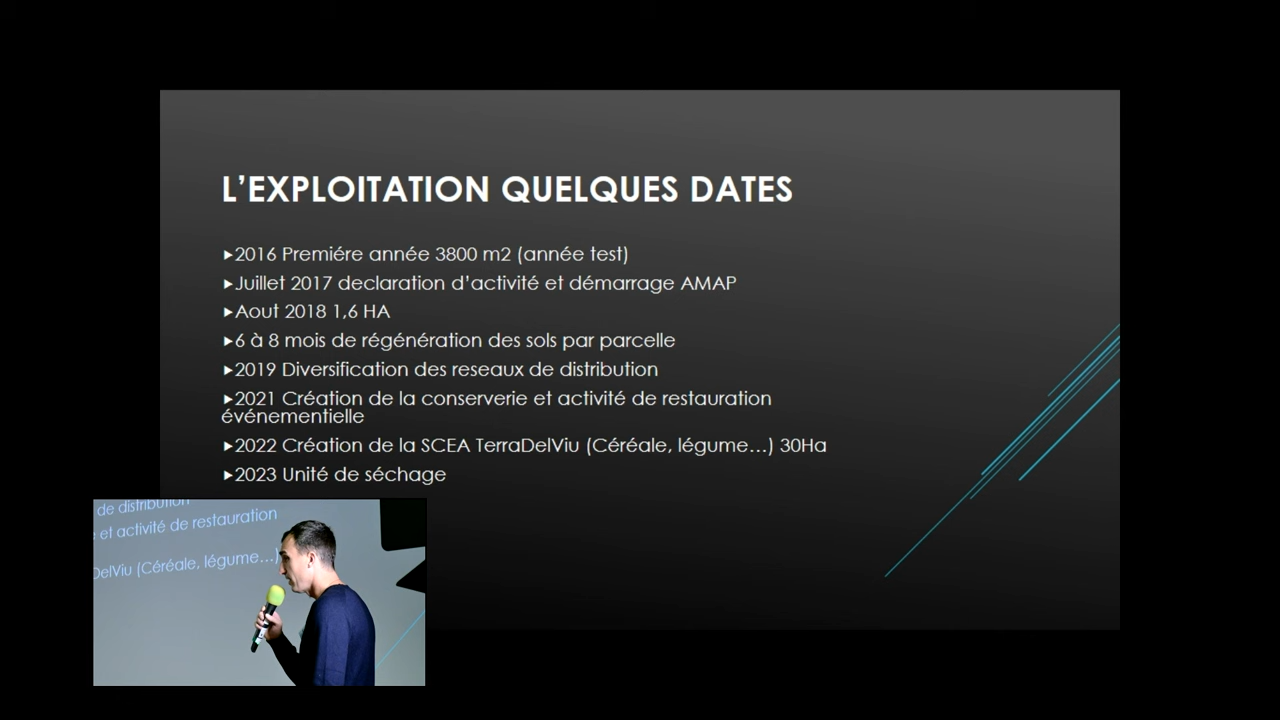 L'EXPLOITATION QUELQUES DATES
▸2016 Premiére année 3800 m2 (année test)
▸Juillet 2017 declaration d'activité et démarrage AMAP
▸Aout 2018 1,6 HA
▸6 à 8 mois de régénération des sols par parcelle
▸2019 Diversification des reseaux de distribution
▸2021 Création de la conserverie et activité de restauration
événementielle
▸2022 Création de la SCEA TerraDelViu (Céréale, légume...) 30Ha
▸2023 Unité de séchage
de distribution
et activité de restauration
DelViu (Céréale, légume...)